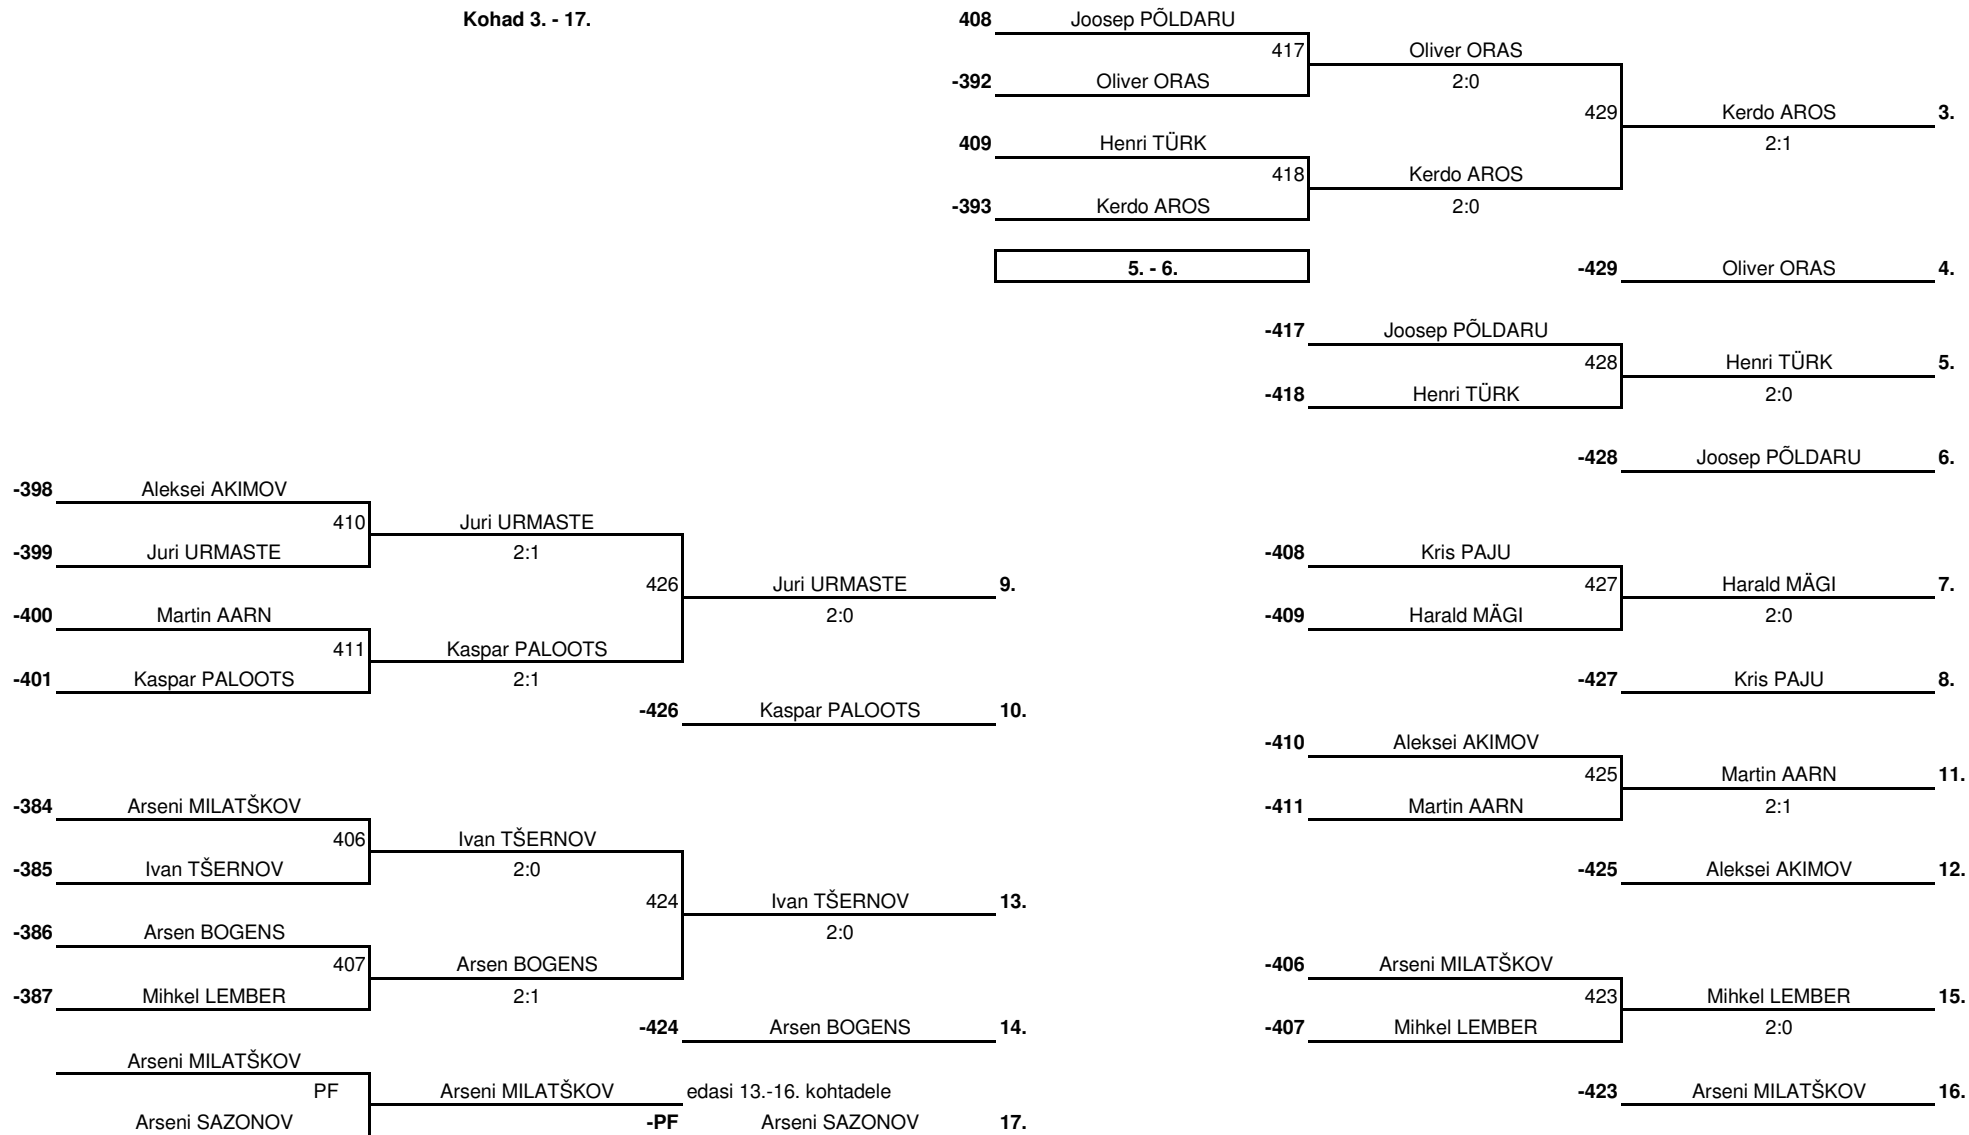 Kohad 3. - 17.
408 Joosep PÕLDARU
417 Oliver ORAS
-392 Oliver ORAS 2:0
429 Kerdo AROS 3.
409 Henri TÜRK 2:1
418 Kerdo AROS
-393 Kerdo AROS 2:0
5. - 6. -429 Oliver ORAS 4.
-417 Joosep PÕLDARU
428 Henri TÜRK 5.
-418 Henri TÜRK 2:0
-428 Joosep PÕLDARU 6.
-398 Aleksei AKIMOV
410 Juri URMASTE
-399 Juri URMASTE 2:1 -408 Kris PAJU
426 Juri URMASTE 9. 427 Harald MÄGI 7.
-400 Martin AARN 2:0 -409 Harald MÄGI 2:0
411 Kaspar PALOOTS
-401 Kaspar PALOOTS 2:1 -427 Kris PAJU 8.
-426 Kaspar PALOOTS 10.
-410 Aleksei AKIMOV
425 Martin AARN 11.
-384 Arseni MILATŠKOV -411 Martin AARN 2:1
406 Ivan TŠERNOV
-385 Ivan TŠERNOV 2:0 -425 Aleksei AKIMOV 12.
424 Ivan TŠERNOV 13.
-386 Arsen BOGENS 2:0
407 Arsen BOGENS -406 Arseni MILATŠKOV
-387 Mihkel LEMBER 2:1 423 Mihkel LEMBER 15.
-424 Arsen BOGENS 14. -407 Mihkel LEMBER 2:0
Arseni MILATŠKOV
PF Arseni MILATŠKOV edasi 13.-16. kohtadele -423 Arseni MILATŠKOV 16.
Arseni SAZONOV -PF Arseni SAZONOV 17.